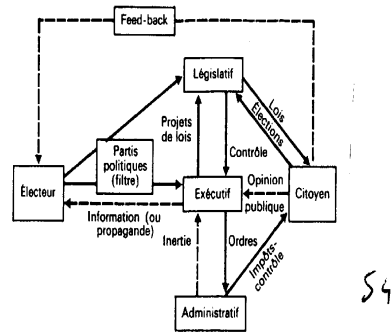 Feed-back
Législatif
Lois
Élections
Projets
de lois
Partis
politiques
(filtre)
Contrôle
Électeur
Exécutif
Opinion
publique
Citoyen
Information (ou
propagande)
Inertie
Ordres
Impôts-
contrôle
Administratif
54